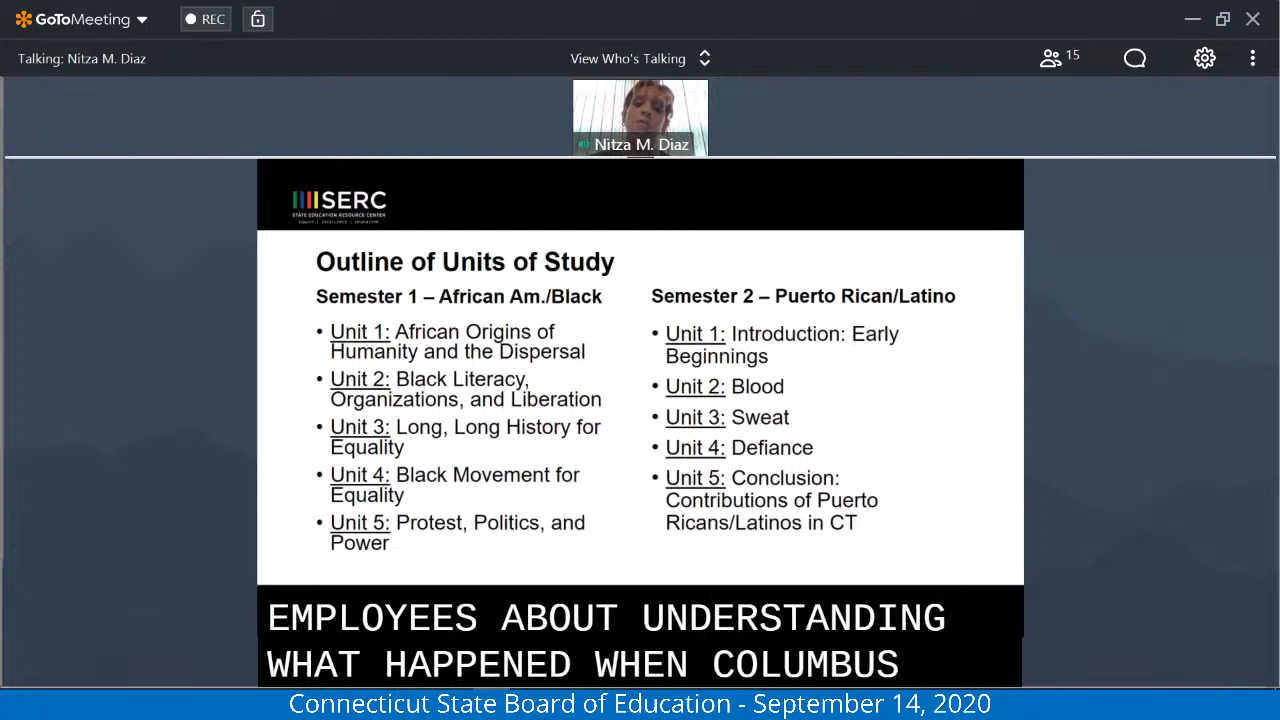 GoToMeeting
REC
Talking: Nitza M. Diaz
View Who's Talking
15
Nitza M. Diaz
SERC
STATE EDUCATION RESOURCE CENTER
EQUITY | EXCELLENCE | EDUCATION
Outline of Units of Study
Semester 1 – African Am./Black
• Unit 1: African Origins of
Humanity and the Dispersal
• Unit 2: Black Literacy,
Organizations, and Liberation
• Unit 3: Long, Long History for
Equality
• Unit 4: Black Movement for
Equality
• Unit 5: Protest, Politics, and
Power
Semester 2 – Puerto Rican/Latino
• Unit 1: Introduction: Early
Beginnings
• Unit 2: Blood
• Unit 3: Sweat
• Unit 4: Defiance
• Unit 5: Conclusion:
Contributions of Puerto
Ricans/Latinos in CT
EMPLOYEES ABOUT UNDERSTANDING
WHAT HAPPENED WHEN COLUMBUS
Connecticut State Board of Education - September 14, 2020